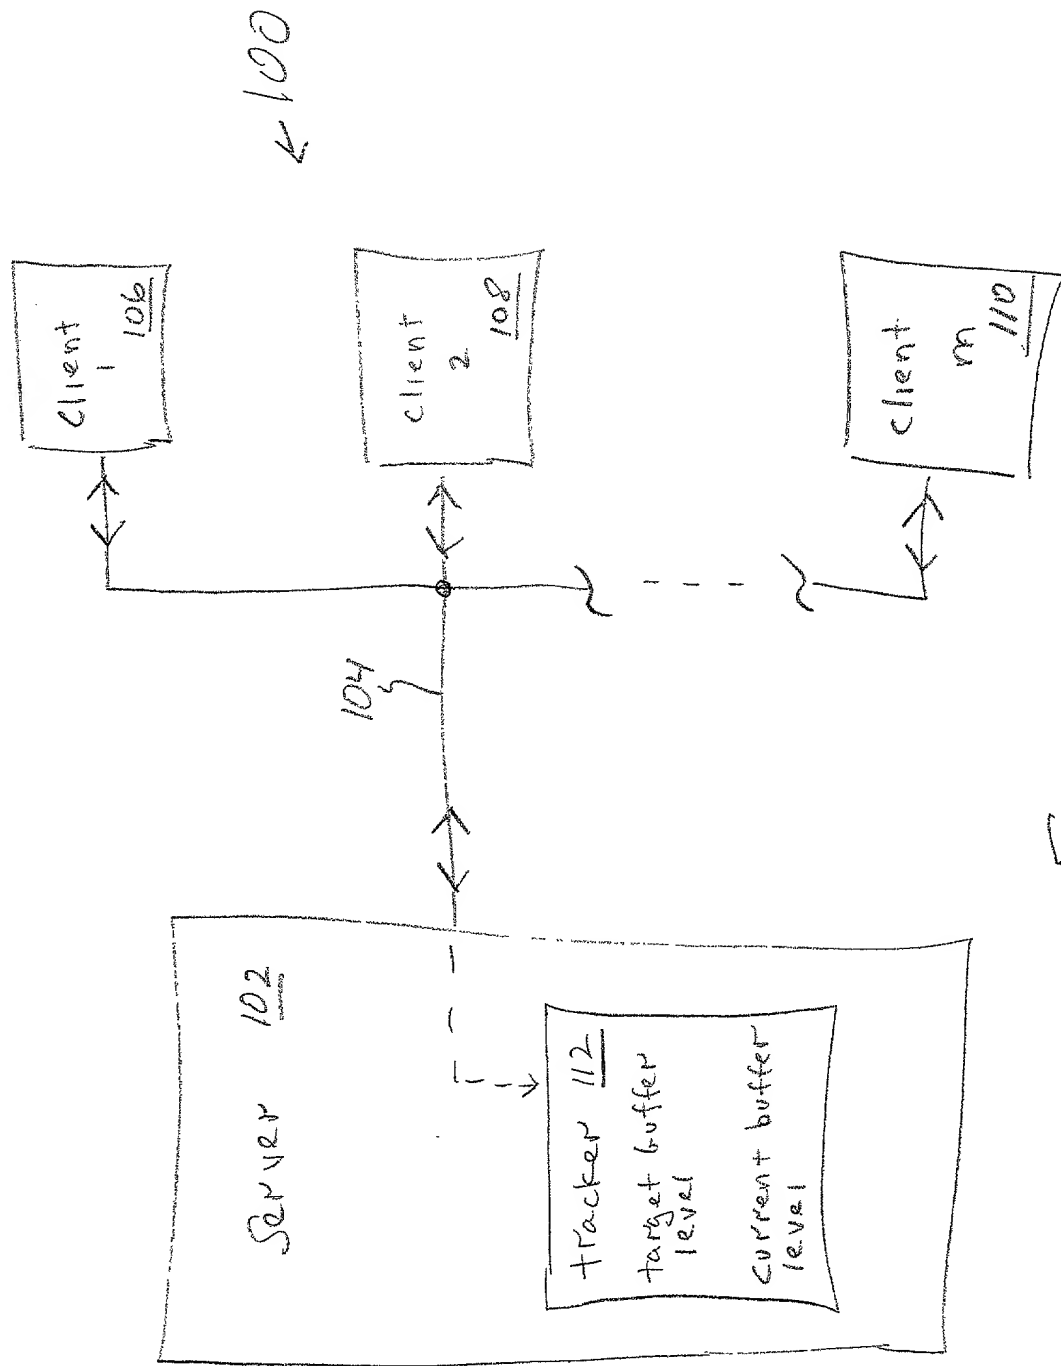 Server 102
tracker 112
target buffer
level
current buffer
level
104
client
1
106
client
2
108
client
m
110
100